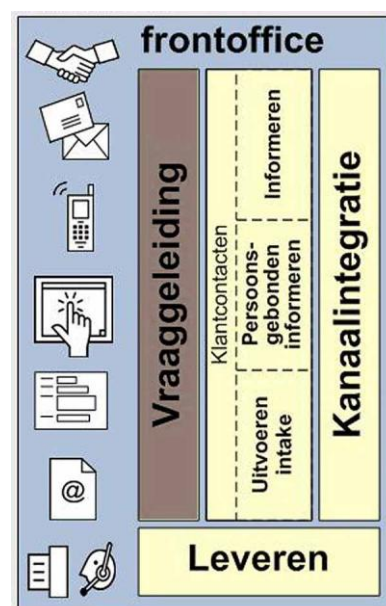 frontoffice
Vraaggeleiding
Klantcontacten
Informeren
Persoons-
gebonden
informeren
Uitvoeren
intake
Kanaalintegratie
@
Leveren